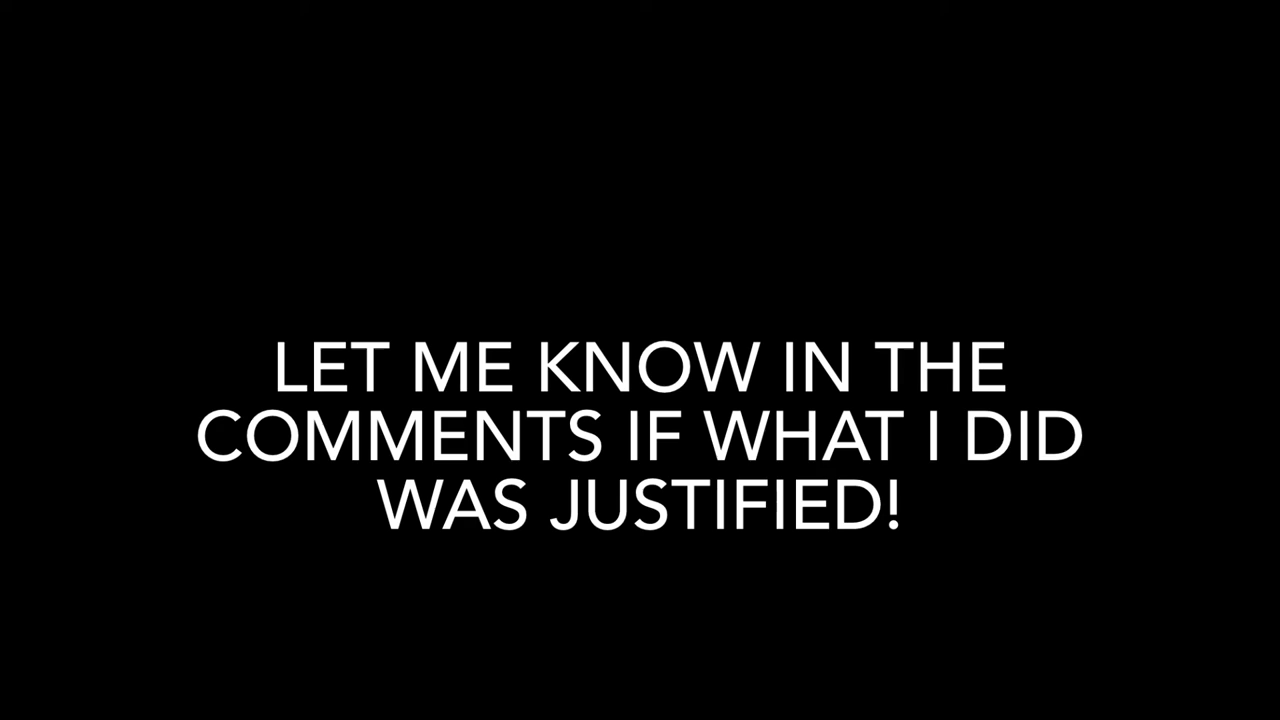 LET ME KNOW IN THE
COMMENTS IF WHAT I DID
WAS JUSTIFIED!